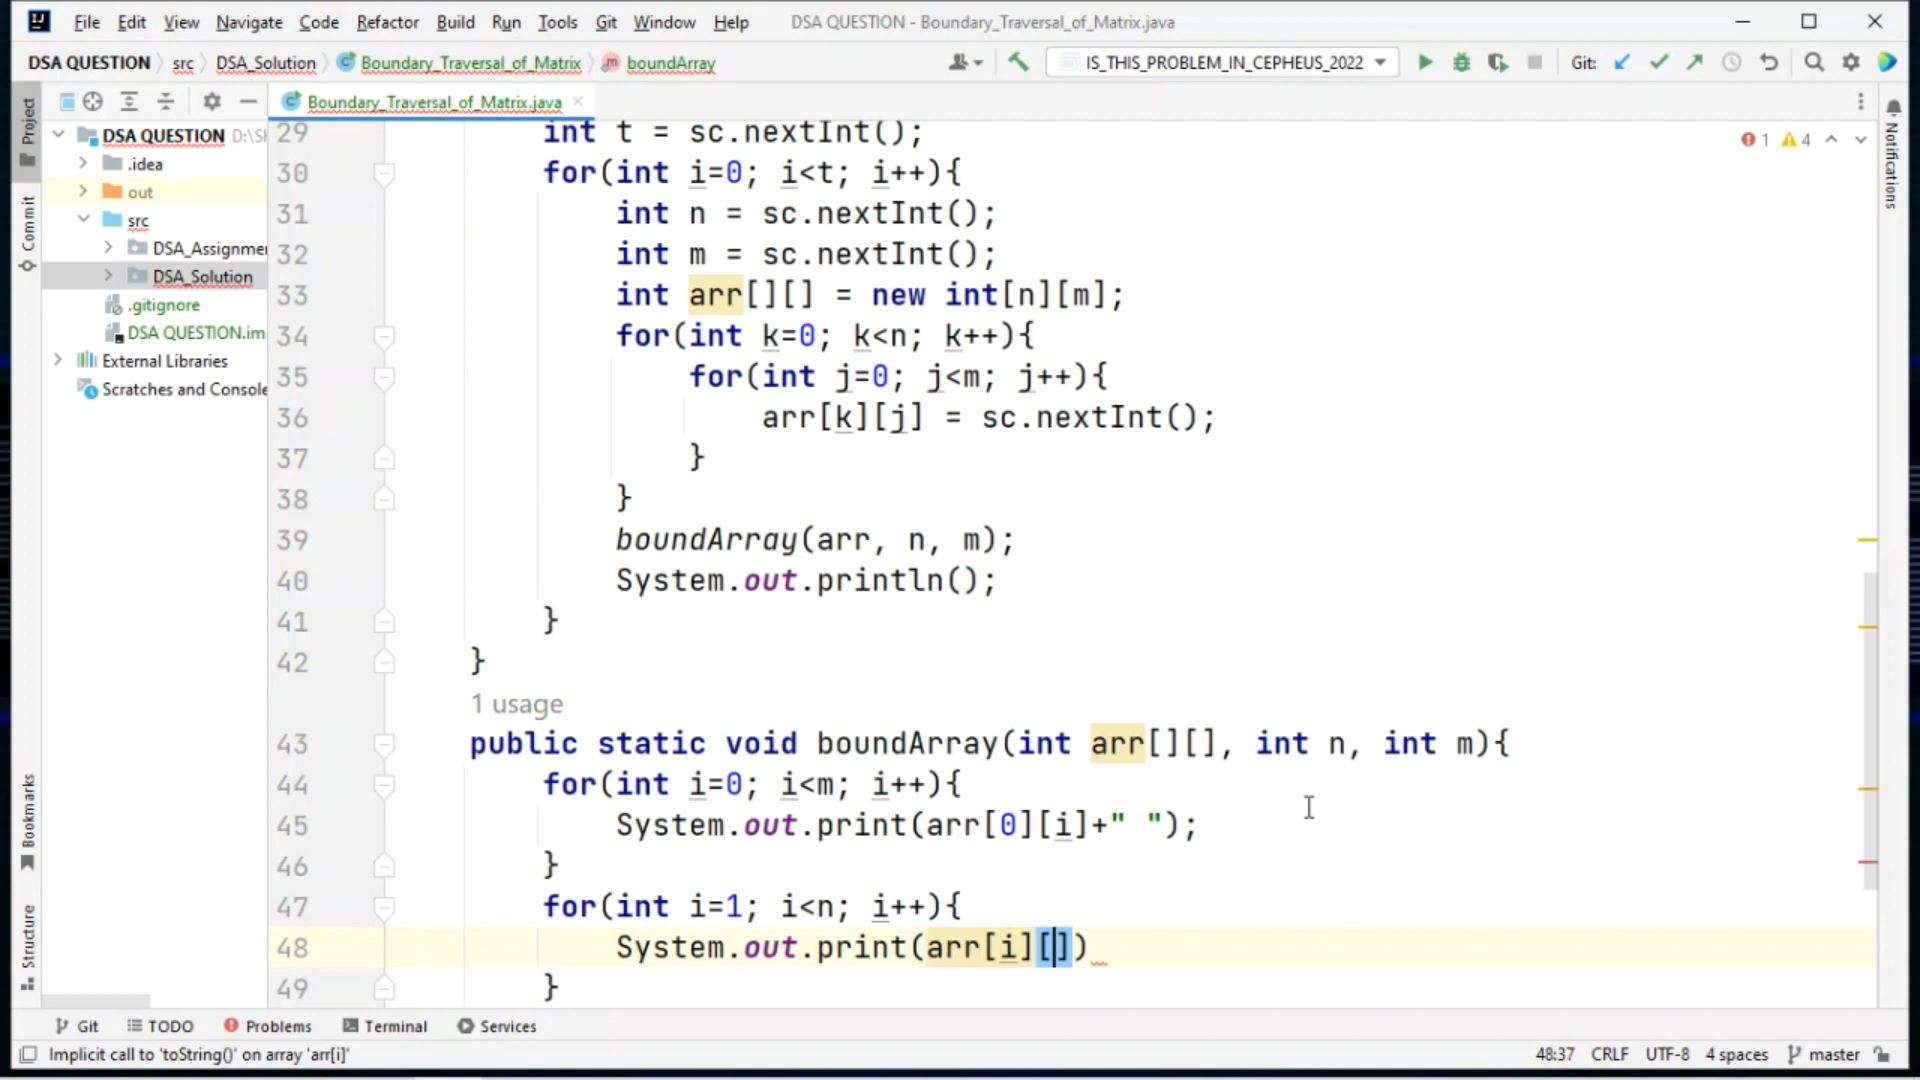 File Edit View Navigate Code Refactor Build Run Tools Git Window Help DSA QUESTION - Boundary_Traversal_of_Matrix.java
DSA QUESTION src DSA_Solution Boundary_Traversal_of_Matrix boundArray IS_THIS_PROBLEM_IN_CEPHEUS_2022 Git:
Project
Commit
Bookmarks
Structure
Notifications
Boundary_Traversal_of_Matrix.java
DSA QUESTION
.idea
out
src
DSA_Assignmen
DSA_Solution
.gitignore
DSA QUESTION.im
External Libraries
Scratches and Console
1 4
29 int t = sc.nextInt();
30 for(int i=0; i<t; i++){
31 int n = sc.nextInt();
32 int m = sc.nextInt();
33 int arr[][] = new int[n][m];
34 for(int k=0; k<n; k++){
35 for(int j=0; j<m; j++){
36 arr[k][j] = sc.nextInt();
37 }
38 }
39 boundArray(arr, n, m);
40 System.out.println();
41 }
42 }
1 usage
43 public static void boundArray(int arr[][], int n, int m){
44 for(int i=0; i<m; i++){
45 System.out.print(arr[0][i]+" ");
46 }
47 for(int i=1; i<n; i++){
48 System.out.print(arr[i][])
49 }
Git TODO Problems Terminal Services
Implicit call to 'toString()' on array 'arr[i]' 48:37 CRLF UTF-8 4 spaces master